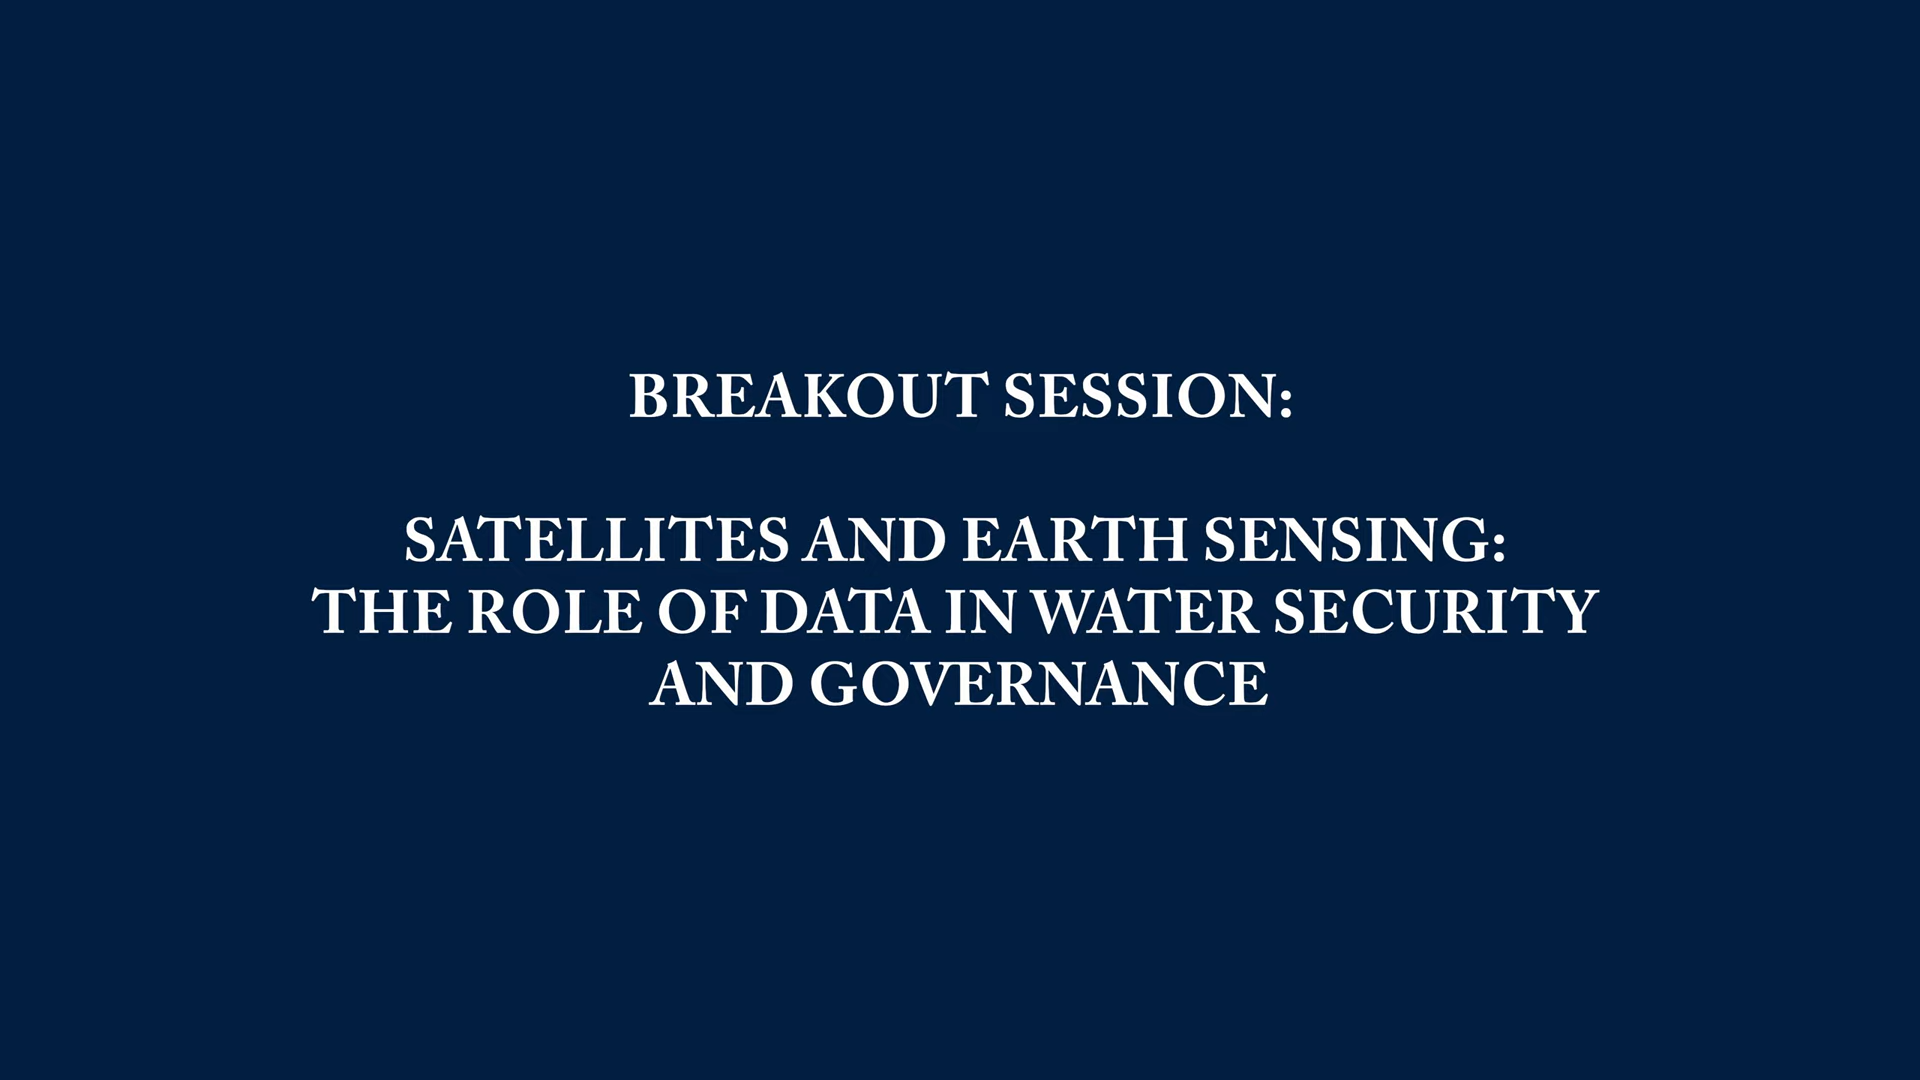 BREAKOUT SESSION:
SATELLITES AND EARTH SENSING:
THE ROLE OF DATA IN WATER SECURITY
AND GOVERNANCE